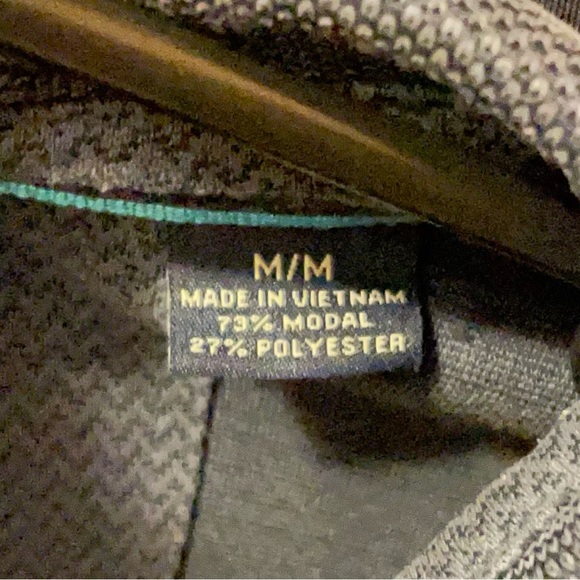 M/M
MADE IN VIETNAM
73% MODAL
27% POLYESTER